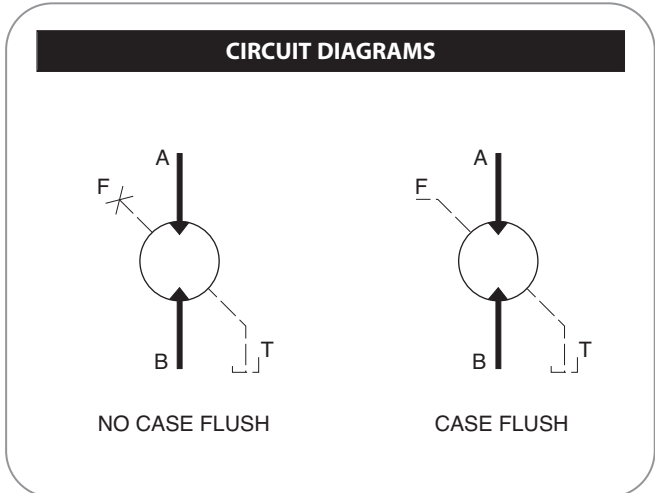 CIRCUIT DIAGRAMS
A
F
B
T
NO CASE FLUSH
A
F
B
T
CASE FLUSH